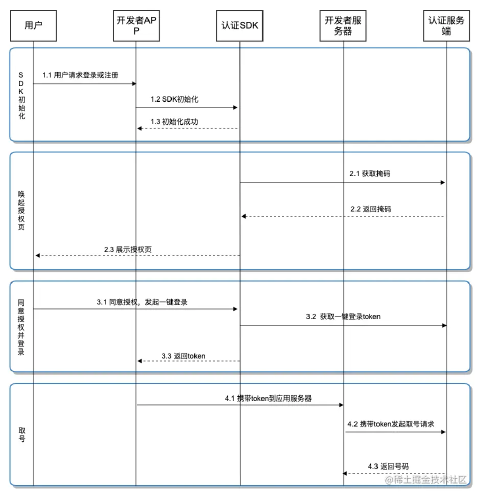 用户
开发者AP
P
认证SDK
开发者服
务器
认证服务
端
SDK初始化
1.1 用户请求登录或注册
1.2 SDK初始化
1.3 初始化成功
唤起授权页
2.1 获取掩码
2.2 返回掩码
2.3 展示授权页
同意授权并登录
3.1 同意授权，发起一键登录
3.2 获取一键登录token
3.3 返回token
取号
4.1 携带token到应用服务器
4.2 携带token发起取号请求
4.3 返回号码
@稀土掘金技术社区